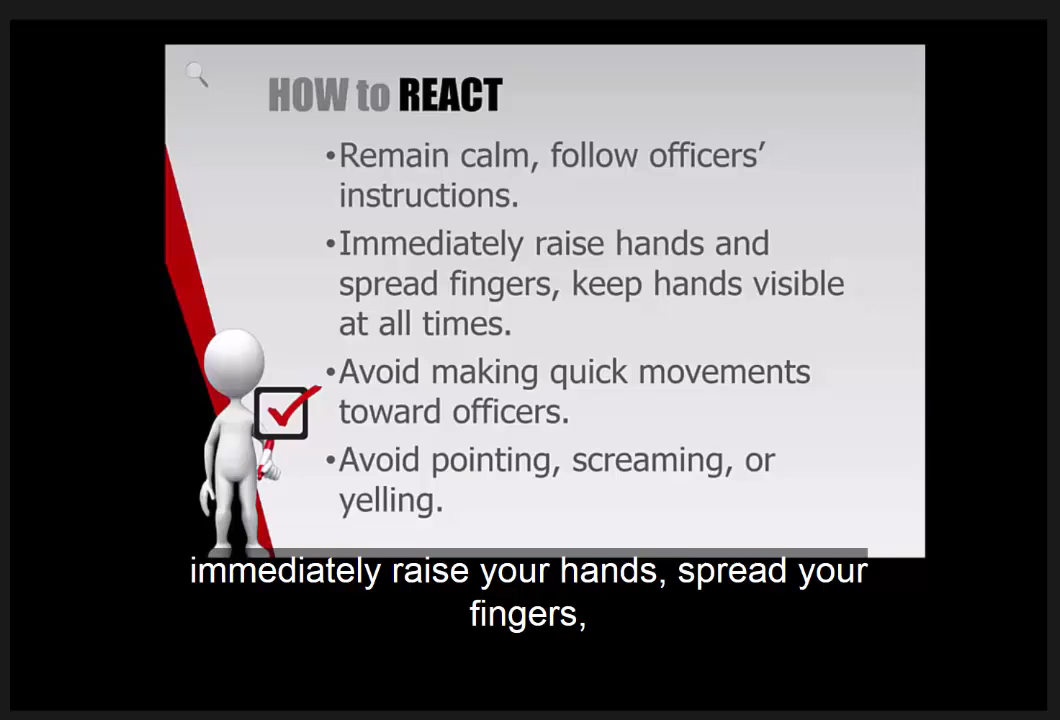 HOW to REACT
•Remain calm, follow officers’
instructions.
•Immediately raise hands and
spread fingers, keep hands visible
at all times.
•Avoid making quick movements
toward officers.
•Avoid pointing, screaming, or
yelling.
immediately raise your hands, spread your
fingers,